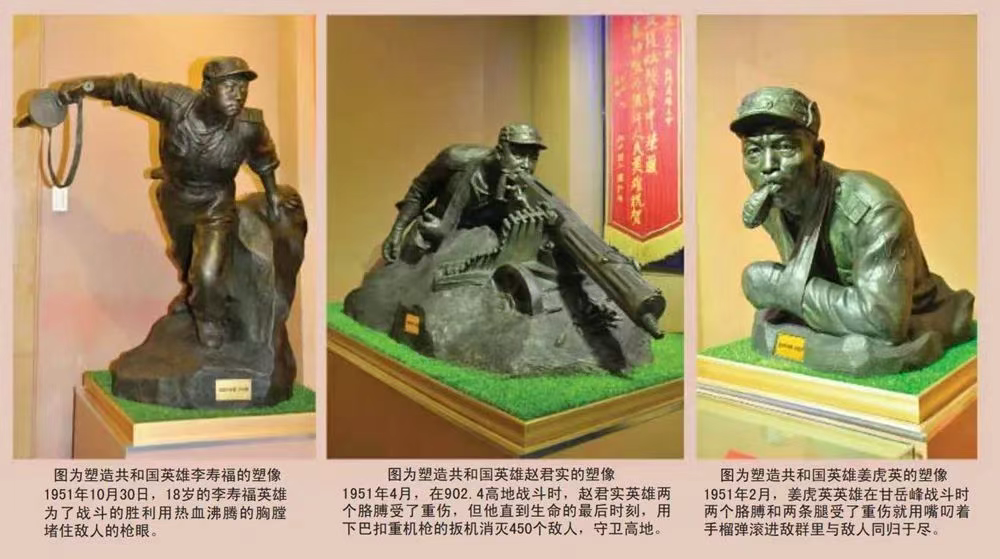 图为塑造共和国英雄李寿福的塑像
1951年10月30日，18岁的李寿福英雄
为了战斗的胜利用热血沸腾的胸膛
堵住敌人的枪眼。
图为塑造共和国英雄赵君实的塑像
1951年4月，在902.4高地战斗时，赵君实英雄两
个胳膊受了重伤，但他直到生命的最后时刻，用
下巴扣重机枪的扳机消灭450个敌人，守卫高地。
图为塑造共和国英雄姜虎英的塑像
1951年2月，姜虎英英雄在甘岳峰战斗时
两个胳膊和两条腿受了重伤就用嘴叼着
手榴弹滚进敌群里与敌人同归于尽。